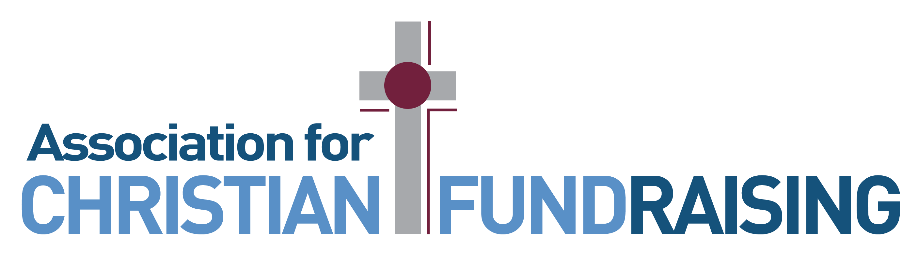 Association for
CHRISTIAN FUNDRAISING